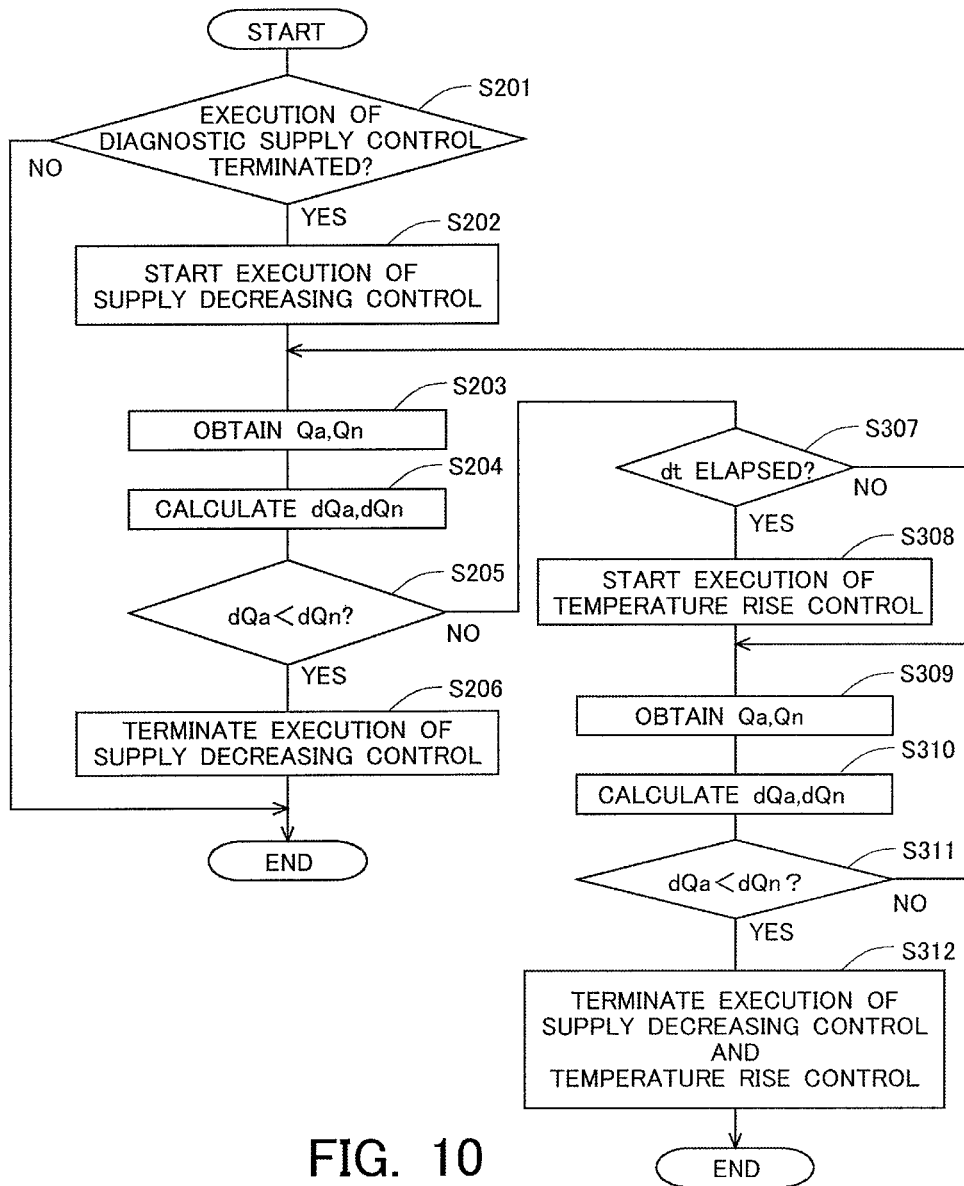 START
S201
EXECUTION OF
DIAGNOSTIC SUPPLY CONTROL
TERMINATED?
NO
YES
S202
START EXECUTION OF
SUPPLY DECREASING CONTROL
S203
OBTAIN Qa,Qn
S204
CALCULATE dQa,dQn
S205
dQa<dQn?
NO
YES
S206
TERMINATE EXECUTION OF
SUPPLY DECREASING CONTROL
END
S307
dt ELAPSED?
NO
YES
S308
START EXECUTION OF
TEMPERATURE RISE CONTROL
S309
OBTAIN Qa,Qn
S310
CALCULATE dQa,dQn
S311
dQa<dQn?
NO
YES
S312
TERMINATE EXECUTION OF
SUPPLY DECREASING CONTROL
AND
TEMPERATURE RISE CONTROL
END
FIG. 10